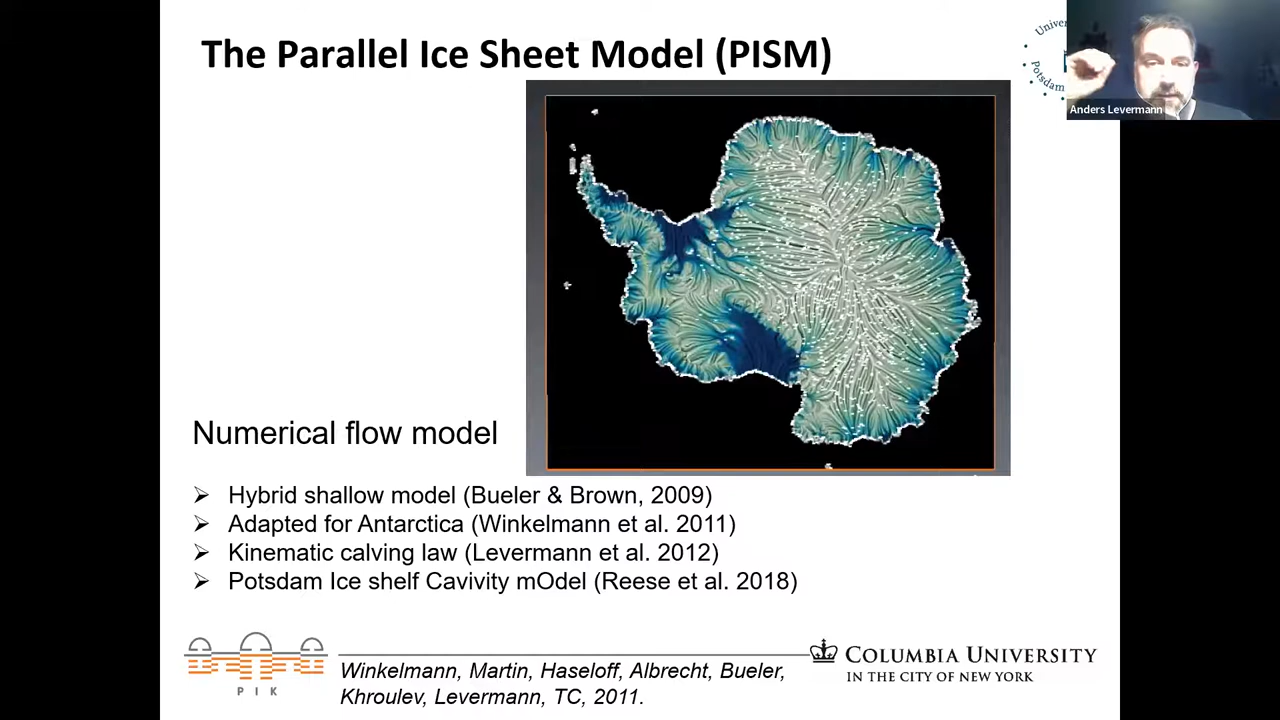 The Parallel Ice Sheet Model (PISM)
Potsdam
Anders Levermann
Numerical flow model
➢ Hybrid shallow model (Bueler & Brown, 2009)
➢ Adapted for Antarctica (Winkelmann et al. 2011)
➢ Kinematic calving law (Levermann et al. 2012)
➢ Potsdam Ice shelf Cavivity mOdel (Reese et al. 2018)
PIK
Winkelmann, Martin, Haseloff, Albrecht, Bueler,
Khroulev, Levermann, TC, 2011.
COLUMBIA UNIVERSITY
IN THE CITY OF NEW YORK